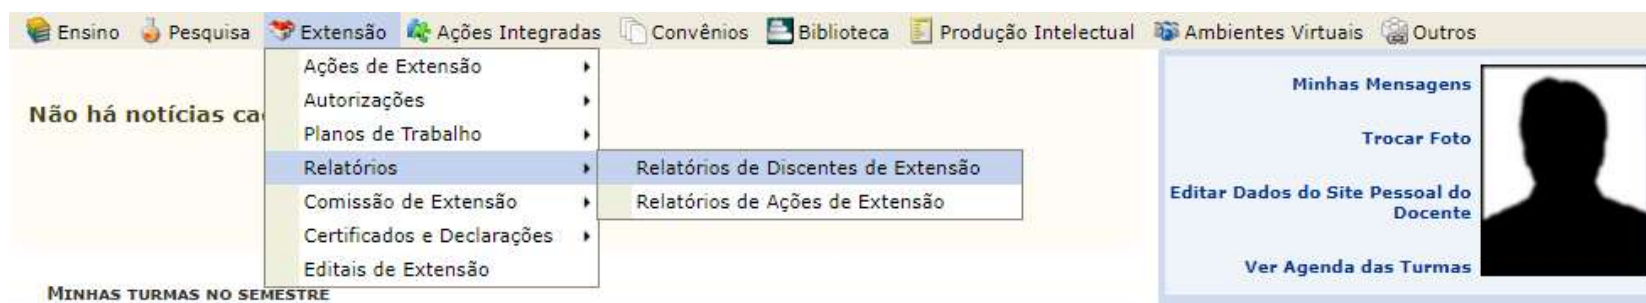 Ensino Pesquisa Extensão Ações Integradas Convênios Biblioteca Produção Intelectual Ambientes Virtuais Outros
Não há notícias
Ações de Extensão
Autorizações
Planos de Trabalho
Relatórios
Comissão de Extensão
Certificados e Declarações
Editais de Extensão
Relatórios de Discentes de Extensão
Relatórios de Ações de Extensão
Minhas Mensagens
Trocar Foto
Editar Dados do Site Pessoal do
Docente
Ver Agenda das Turmas
MINHAS TURMAS NO SEMESTRE